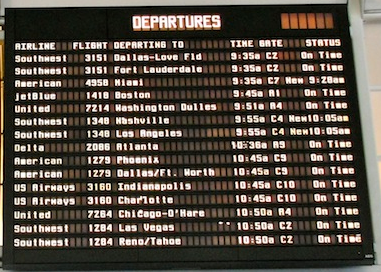 DEPARTURES
AIRLINE FLIGHT DEPARTING TO TIME GATE STATUS
Southwest 3151 Dallas-Love Fld 9:35a C2 On Time
Southwest 3151 Fort Lauderdale 9:35a C2 On Time
American 4958 9:35a C7 New 9:28am
jetBlue 1418 Boston 9:45a A1 On Time
United 7214 Washington Dulles 9:51a A4 On Time
Southwest 1340 Nashville 9:55a C4 New10:05am
Southwest 1340 Los Angeles 9:55a C4 New10:05am
Delta 2086 Atlanta 10:36a A9 On Time
American 1279 Phoenix 10:45a C9 On Time
American 1279 Dallas/Ft. Worth 10:45a C9 On Time
US Airways 3160 Indianapolis 10:45a C10 On Time
US Airways 3160 Charlotte 10:45a C10 On Time
United 7264 Chicago-O'Hare 10:50a A4 On Time
Southwest 1284 Las Vegas 10:50a C2 On Time
Southwest 1284 Reno/Tahoe 10:50a C2 On Time